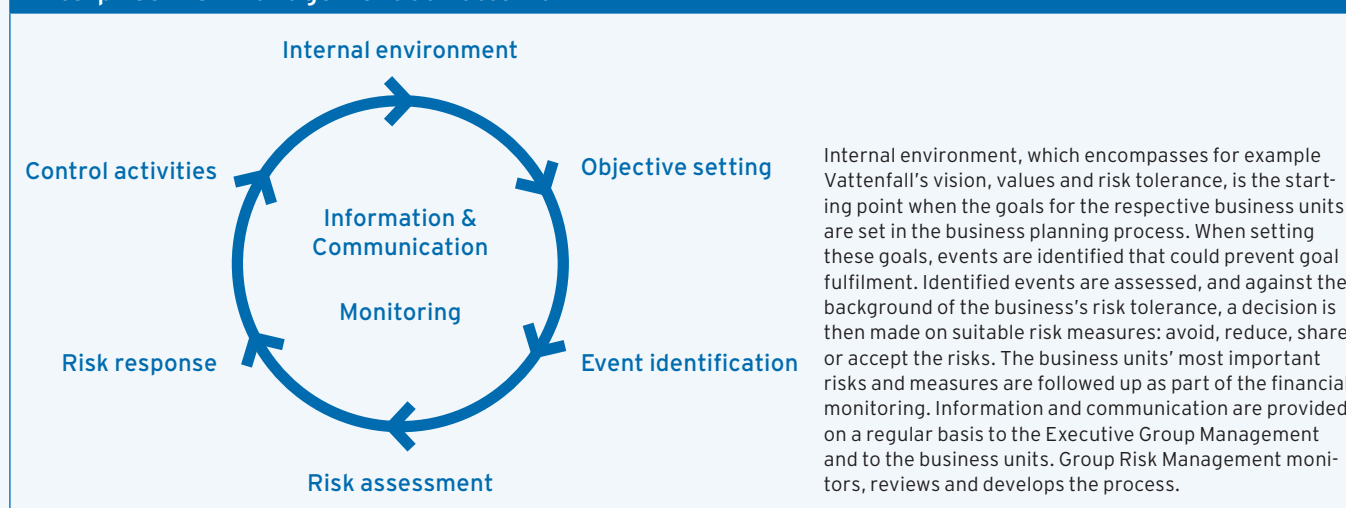 Internal environment
Objective setting
Event identification
Risk assessment
Risk response
Control activities
Information &
Communication
Monitoring
Internal environment, which encompasses for example
Vattenfall’s vision, values and risk tolerance, is the start-
ing point when the goals for the respective business units
are set in the business planning process. When setting
these goals, events are identified that could prevent goal
fulfilment. Identified events are assessed, and against the
background of the business’s risk tolerance, a decision is
then made on suitable risk measures: avoid, reduce, share
or accept the risks. The business units’ most important
risks and measures are followed up as part of the financial
monitoring. Information and communication are provided
on a regular basis to the Executive Group Management
and to the business units. Group Risk Management moni-
tors, reviews and develops the process.